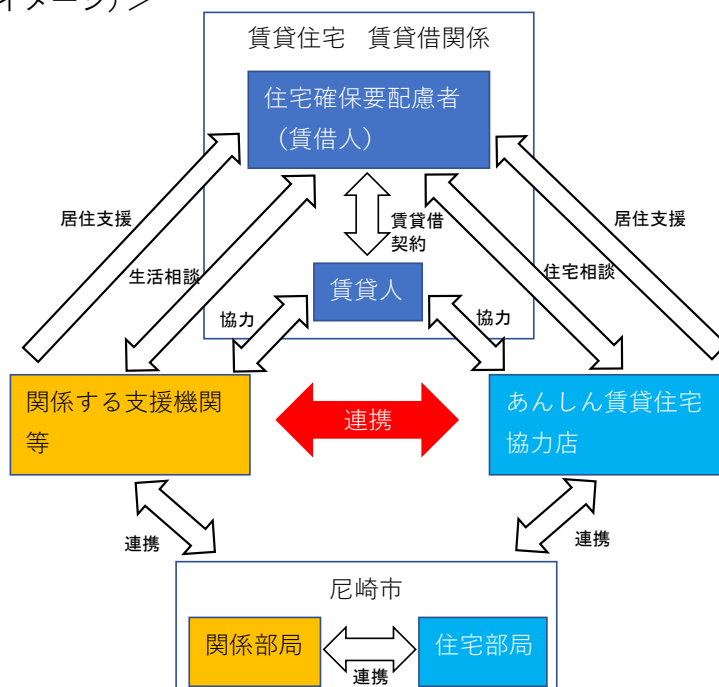 イメージ）＞
賃貸住宅　賃貸借関係
住宅確保要配慮者
（賃借人）
居住支援
生活相談
賃貸借
契約
住宅相談
居住支援
賃貸人
協力
協力
関係する支援機関
等
連携
あんしん賃貸住宅
協力店
連携
連携
尼崎市
関係部局
連携
住宅部局